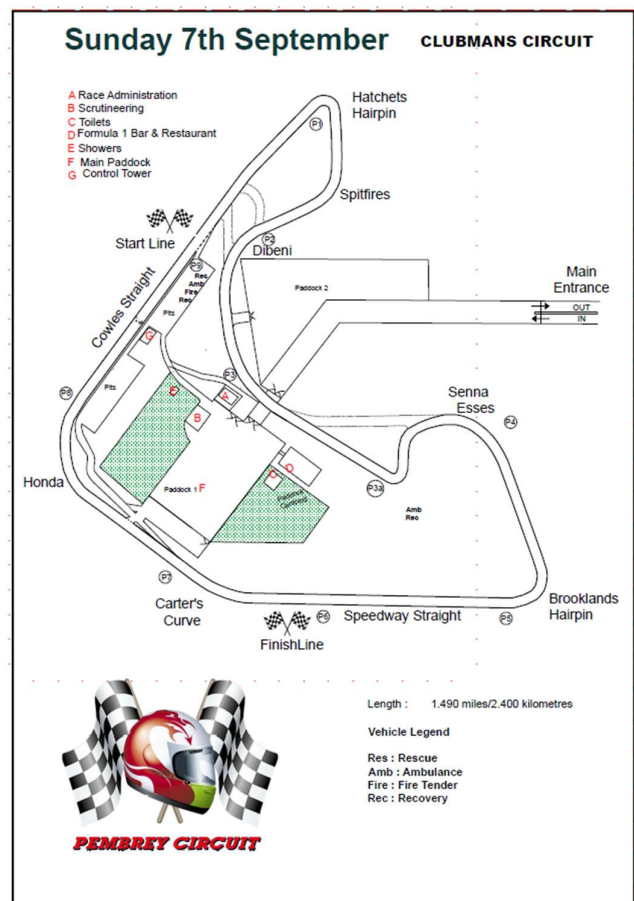 Sunday 7th September
CLUBMANS CIRCUIT
A Race Administration
B Scrutineering
C Toilets
D Formula 1 Bar & Restaurant
E Showers
F Main Paddock
G Control Tower
Hatchets
Hairpin
P1
Spitfires
Start Line
P2
Dibeni
P9
Res
Amb
Fire
Rec
Paddock 2
Main
Entrance
OUT
IN
Cowles Straight
Pits
G
P3
E
A
Pits
P8
B
Senna
Esses
P4
Honda
Paddock 1 F
C
D
Paddock
P3a
Amb
Rec
P7
Carter's
Curve
P6
Speedway Straight
P5
Brooklands
Hairpin
FinishLine
Length : 1.490 miles/2.400 kilometres
Vehicle Legend
Res : Rescue
Amb : Ambulance
Fire : Fire Tender
Rec : Recovery
PEMBREY CIRCUIT